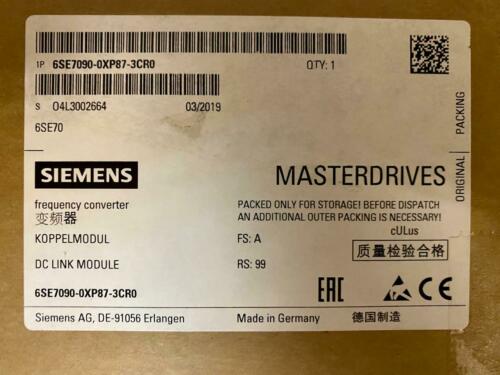 1P 6SE7090-0XP87-3CR0 QTY: 1
S O4L3002664 03/2019
6SE70
SIEMENS MASTERDRIVES
frequency converter
变频器
PACKED ONLY FOR STORAGE! BEFORE DISPATCH
AN ADDITIONAL OUTER PACKING IS NECESSARY!
cULus
KOPPELMODUL FS: A
质量检验合格
DC LINK MODULE RS: 99
6SE7090-0XP87-3CR0
EAC CE
Siemens AG, DE-91056 Erlangen Made in Germany 德国制造
ORIGINAL PACKING